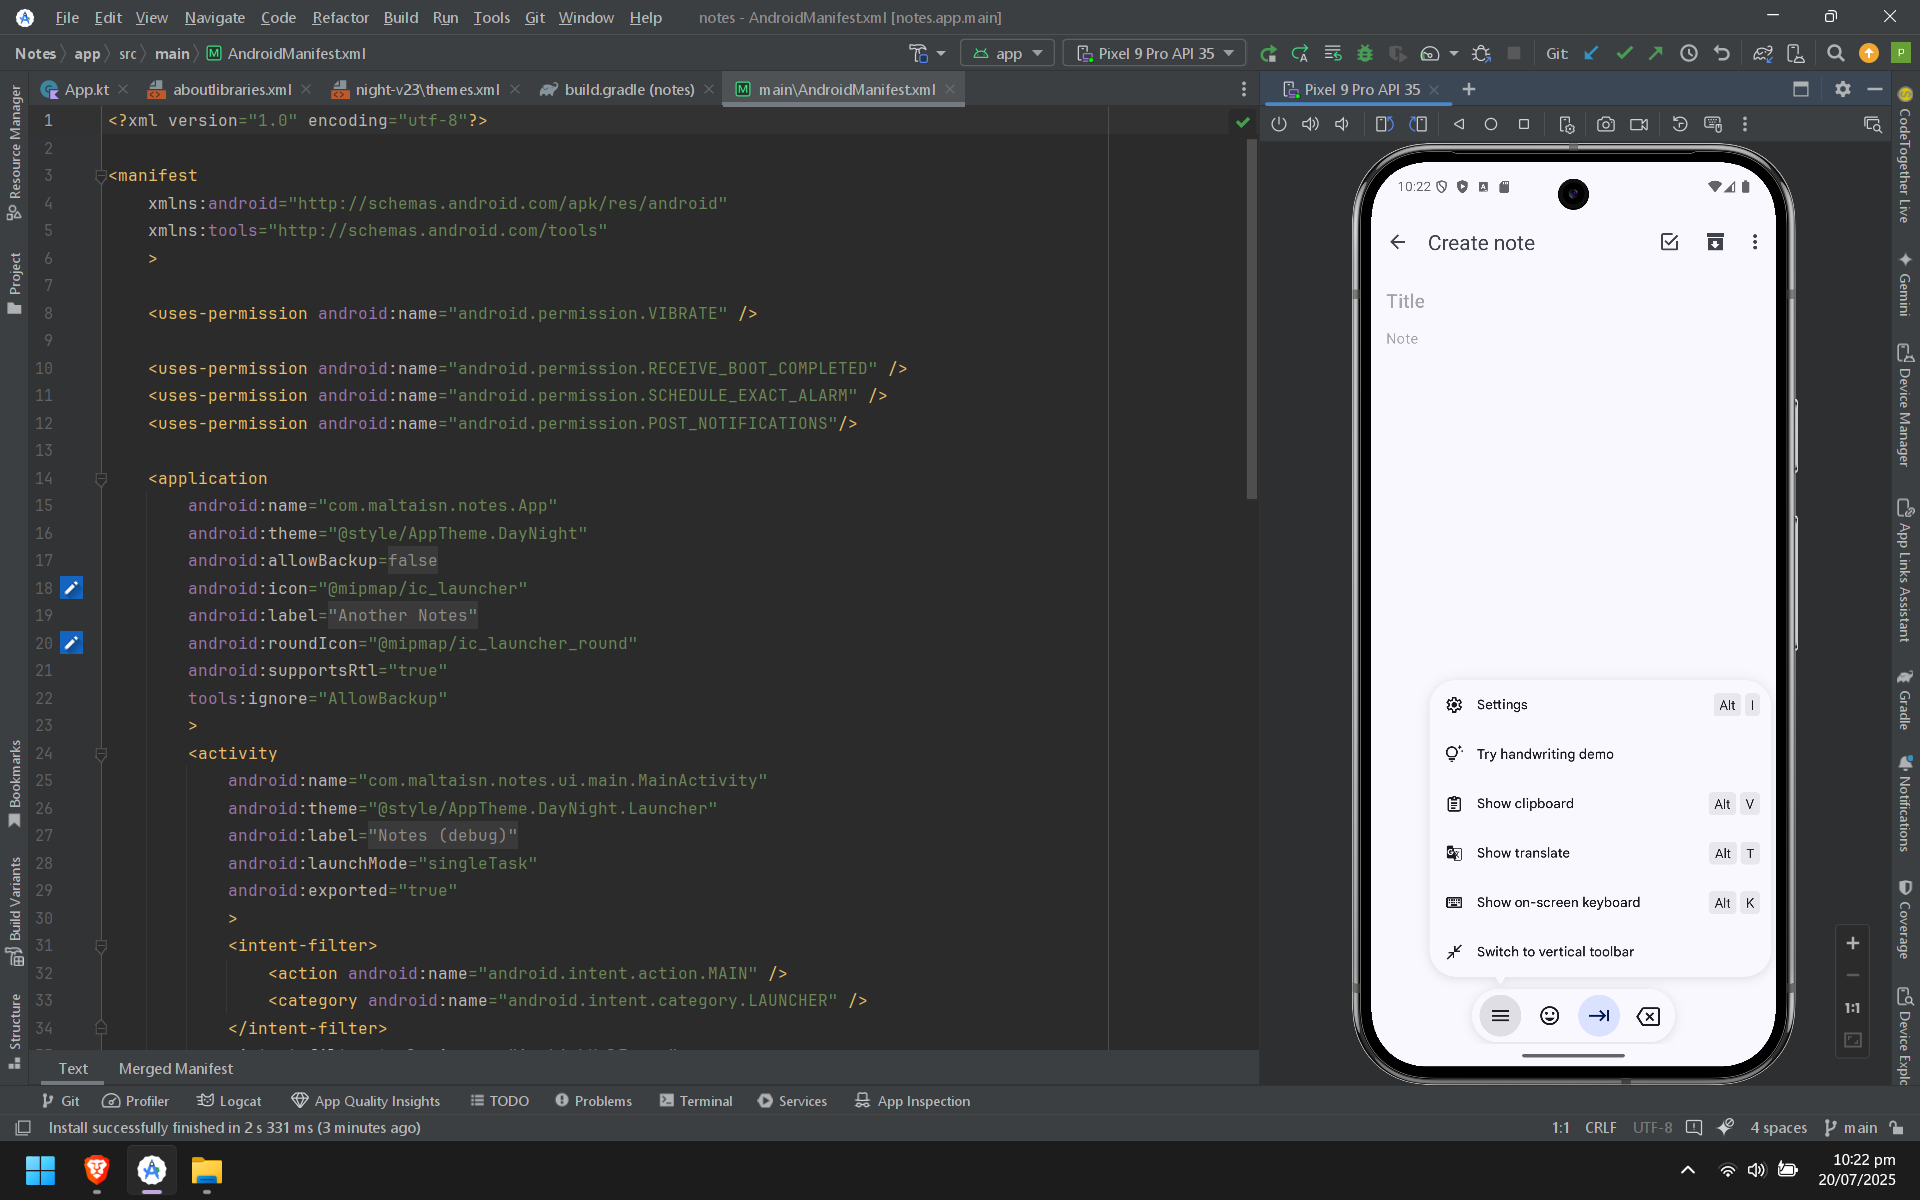 File Edit View Navigate Code Refactor Build Run Tools Git Window Help notes - AndroidManifest.xml [notes.app.main]
Notes app src main AndroidManifest.xml app Pixel 9 Pro API 35 Git: P
App.kt aboutlibraries.xml night-v23\themes.xml build.gradle (notes) main\AndroidManifest.xml Pixel 9 Pro API 35
1 <?xml version="1.0" encoding="utf-8"?>
2
3 <manifest
4 xmlns:android="http://schemas.android.com/apk/res/android"
5 xmlns:tools="http://schemas.android.com/tools"
6 >
7
8 <uses-permission android:name="android.permission.VIBRATE" />
9
10 <uses-permission android:name="android.permission.RECEIVE_BOOT_COMPLETED" />
11 <uses-permission android:name="android.permission.SCHEDULE_EXACT_ALARM" />
12 <uses-permission android:name="android.permission.POST_NOTIFICATIONS"/>
13
14 <application
15 android:name="com.maltaisn.notes.App"
16 android:theme="@style/AppTheme.DayNight"
17 android:allowBackup=false
18 android:icon="@mipmap/ic_launcher"
19 android:label="Another Notes"
20 android:roundIcon="@mipmap/ic_launcher_round"
21 android:supportsRtl="true"
22 tools:ignore="AllowBackup"
23 >
24 <activity
25 android:name="com.maltaisn.notes.ui.main.MainActivity"
26 android:theme="@style/AppTheme.DayNight.Launcher"
27 android:label="Notes (debug)"
28 android:launchMode="singleTask"
29 android:exported="true"
30 >
31 <intent-filter>
32 <action android:name="android.intent.action.MAIN" />
33 <category android:name="android.intent.category.LAUNCHER" />
34 </intent-filter>
Text Merged Manifest
Resource Manager
Project
Bookmarks
Build Variants
Structure
10:22
Create note
Title
Note
Settings Alt I
Try handwriting demo
Show clipboard Alt V
Show translate Alt T
Show on-screen keyboard Alt K
Switch to vertical toolbar
1:1
CodeTogether Live
Gemini
Device Manager
App Links Assistant
Gradle
Notifications
Coverage
Device Explo
Git Profiler Logcat App Quality Insights TODO Problems Terminal Services App Inspection
Install successfully finished in 2 s 331 ms (3 minutes ago) 1:1 CRLF UTF-8 4 spaces main
10:22 pm
20/07/2025